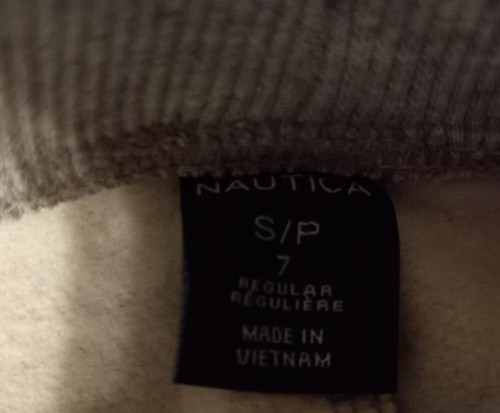 NAUTICA
S/P
7
REGULAR
RÉGULIÈRE
MADE IN
VIETNAM